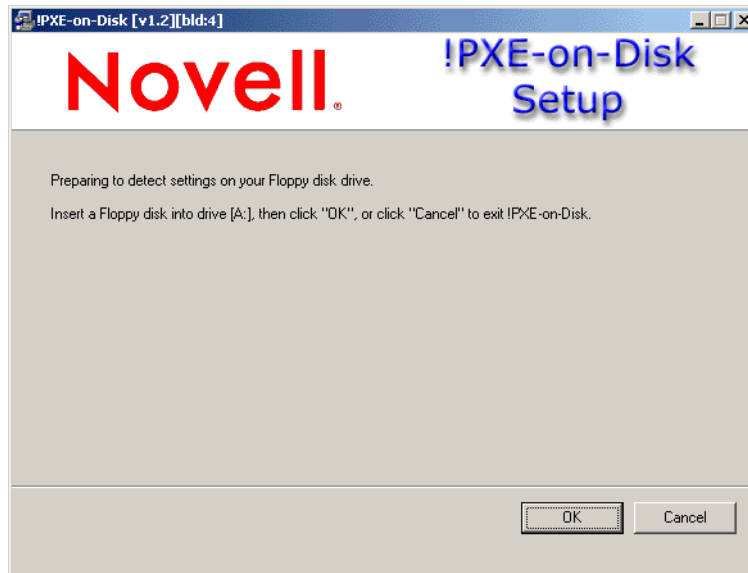 !PXE-on-Disk [v1.2][bld:4]
Novell®
!PXE-on-Disk
Setup
Preparing to detect settings on your Floppy disk drive.
Insert a Floppy disk into drive [A:], then click "OK", or click "Cancel" to exit !PXE-on-Disk.
OK
Cancel